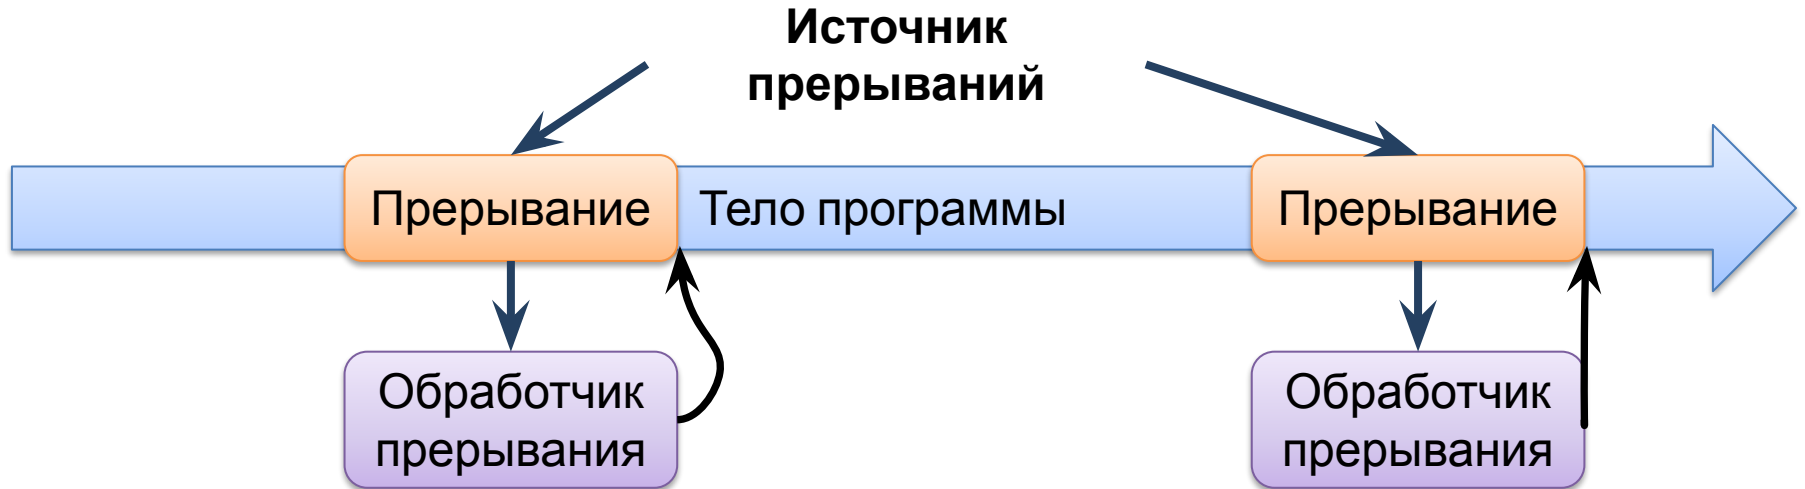 Источник
прерываний
Прерывание
Тело программы
Прерывание
Обработчик
прерывания
Обработчик
прерывания